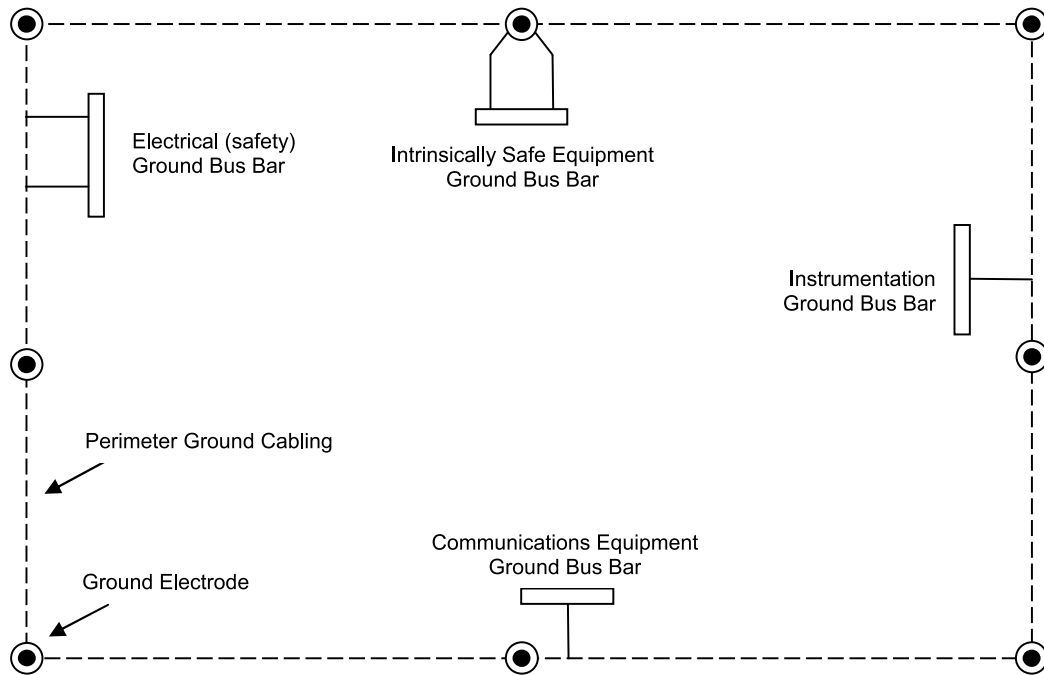 Electrical (safety)
Ground Bus Bar
Intrinsically Safe Equipment
Ground Bus Bar
Instrumentation
Ground Bus Bar
Perimeter Ground Cabling
Communications Equipment
Ground Bus Bar
Ground Electrode